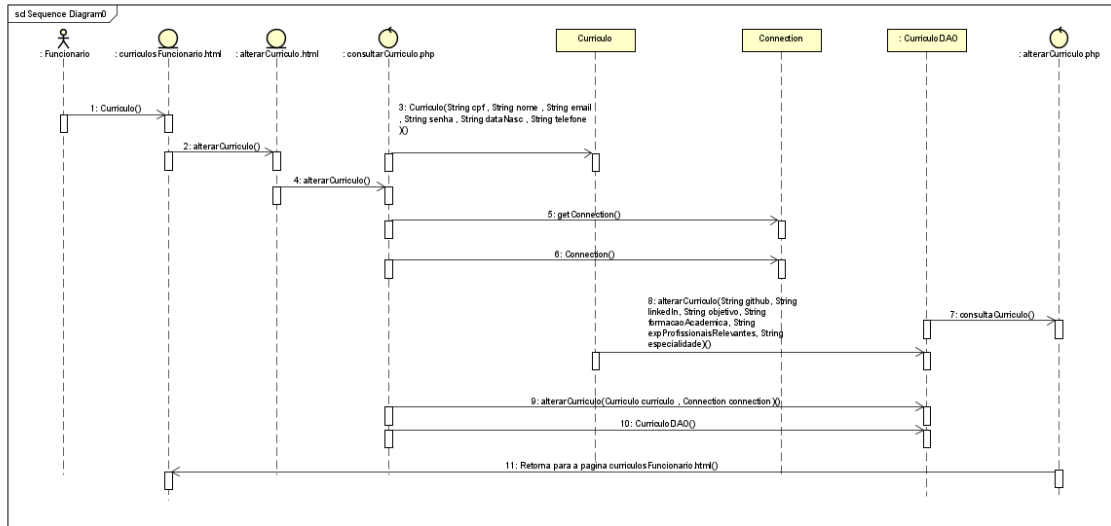 sd Sequence Diagram0
: Funcionario
: curriculosFuncionario.html
: alterarCurriculo.html
: consultarCurriculo.php
Curriculo
Connection
: CurriculoDAO
: alterarCurriculo.php
1: Curriculo()
2: alterarCurriculo()
3: Curriculo(String cpf , String nome , String email
, String senha , String dataNasc , String telefone
)()
4: alterarCurriculo()
5: getConnection()
6: Connection()
8: alterarCurriculo(String github, String
linkedIn, String objetivo, String
formacaoAcademica, String
expProfissionaisRelevantes, String
especialidade)()
7: consultaCurriculo()
9: alterarCurriculo(Curriculo curriculo , Connection connection)()
10: CurriculoDAO()
11: Retorna para a pagina curriculosFuncionario.html()